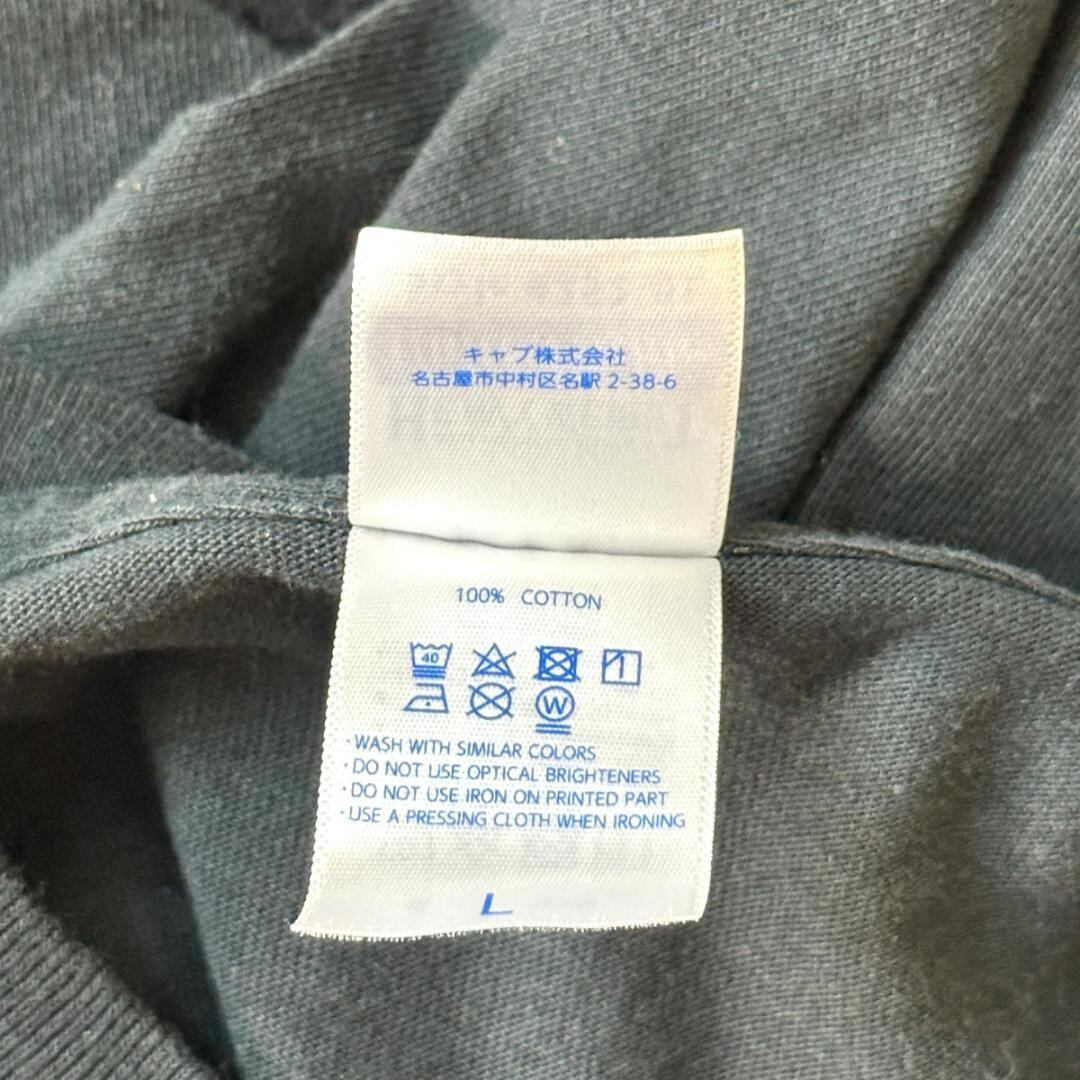 キャブ株式会社
名古屋市中村区名駅 2-38-6
100% COTTON
40
W
・WASH WITH SIMILAR COLORS
・DO NOT USE OPTICAL BRIGHTENERS
・DO NOT USE IRON ON PRINTED PART
・USE A PRESSING CLOTH WHEN IRONING
L